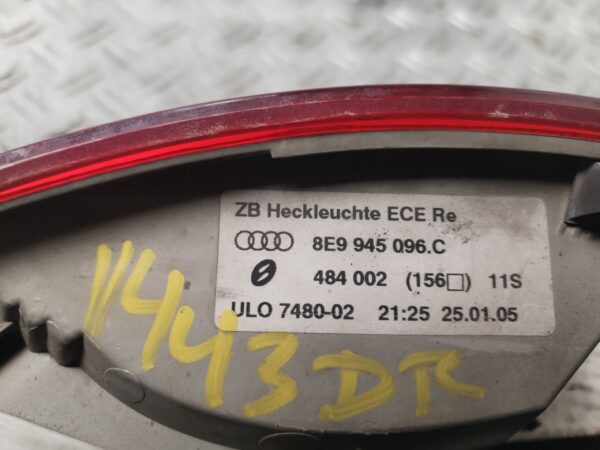 ZB Heckleuchte ECE Re
8E9 945 096.C
484 002 (156□) 11S
ULO 7480-02 21:25 25.01.05